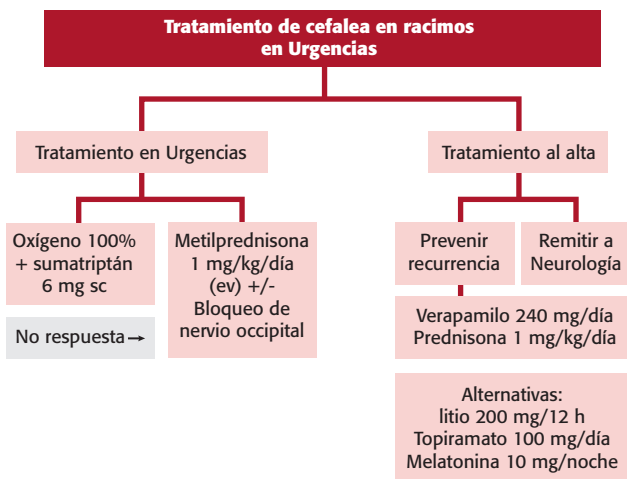 Tratamiento de cefalea en racimos
en Urgencias
Tratamiento en Urgencias
Tratamiento al alta
Oxígeno 100%
+ sumatriptán
6 mg sc
No respuesta→
Metilprednisona
1 mg/kg/día
(ev) +/-
Bloqueo de
nervio occipital
Prevenir
recurrencia
Remitir a
Neurología
Verapamilo 240 mg/día
Prednisona 1 mg/kg/día
Alternativas:
litio 200 mg/12 h
Topiramato 100 mg/día
Melatonina 10 mg/noche